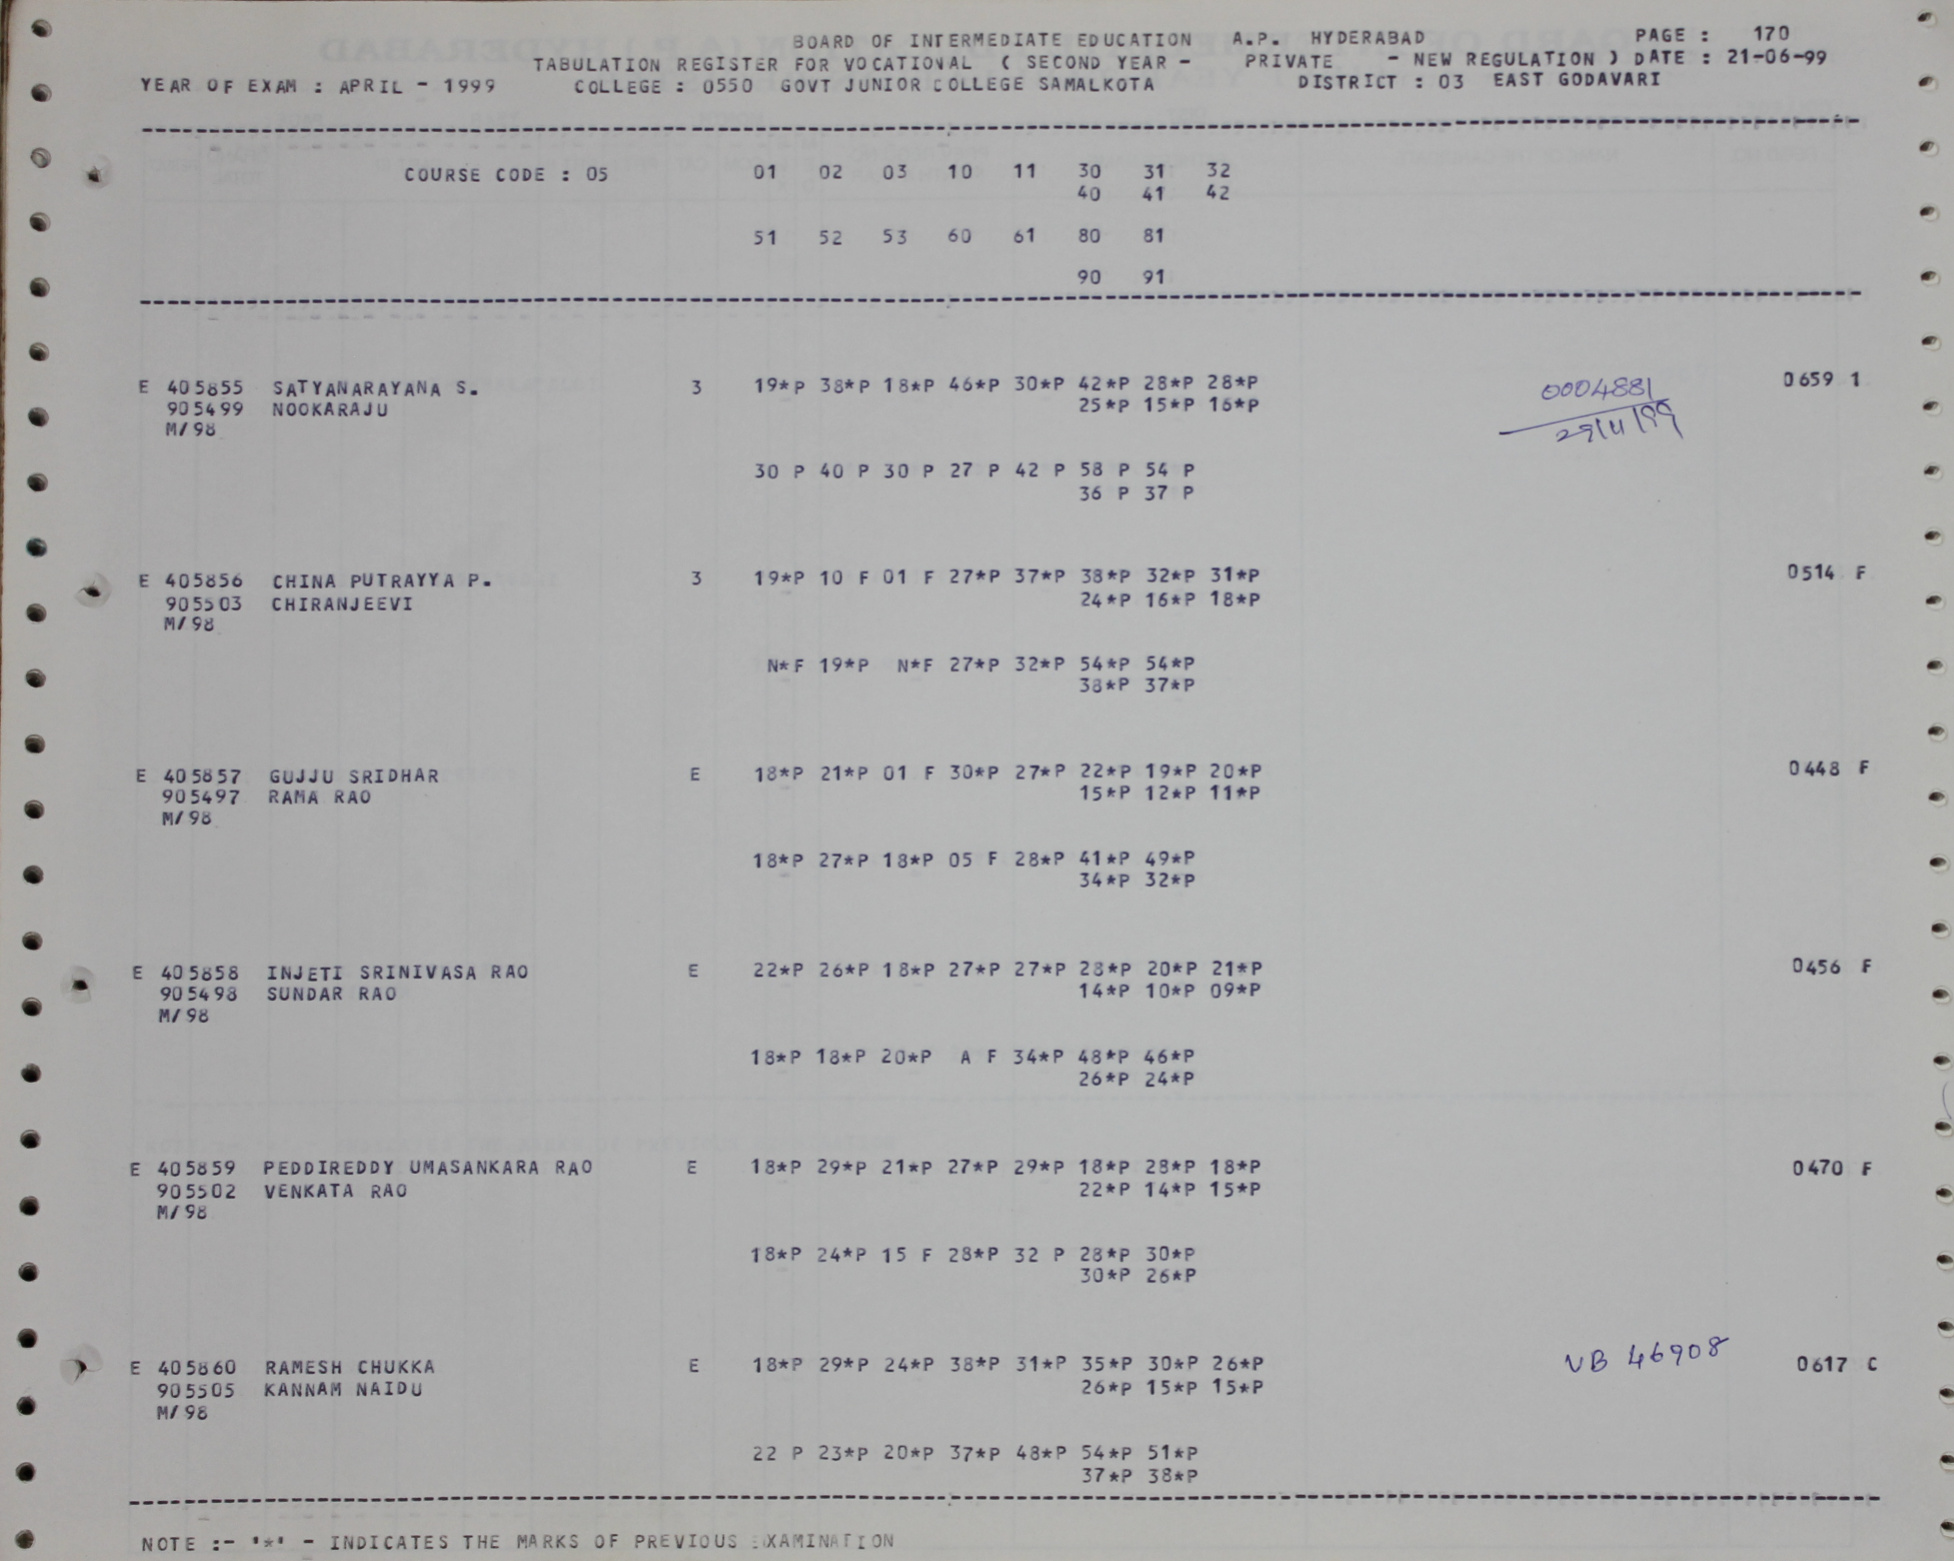 BOARD OF INTERMEDIATE EDUCATION A.P. HYDERABAD PAGE : 170
TABULATION REGISTER FOR VOCATIONAL ( SECOND YEAR - PRIVATE - NEW REGULATION ) DATE : 21-06-99
YEAR OF EXAM : APRIL - 1999 COLLEGE : 0550 GOVT JUNIOR COLLEGE SAMALKOTA DISTRICT : 03 EAST GODAVARI
COURSE CODE : 05 01 02 03 10 11 30 31 32
40 41 42
51 52 53 60 61 80 81
90 91
E 405855 SATYANARAYANA S. 3 19*P 38*P 18*P 46*P 30*P 42*P 28*P 28*P 0004881 0659 1
905499 NOOKARAJU 25*P 15*P 16*P 29/11/99
M/98
30 P 40 P 30 P 27 P 42 P 58 P 54 P
36 P 37 P
E 405856 CHINA PUTRAYYA P. 3 19*P 10 F 01 F 27*P 37*P 38*P 32*P 31*P 0514 F
905503 CHIRANJEEVI 24*P 16*P 18*P
M/98
N*F 19*P N*F 27*P 32*P 54*P 54*P
38*P 37*P
E 405857 GUJJU SRIDHAR E 18*P 21*P 01 F 30*P 27*P 22*P 19*P 20*P 0448 F
905497 RAMA RAO 15*P 12*P 11*P
M/98
18*P 27*P 18*P 05 F 28*P 41*P 49*P
34*P 32*P
E 405858 INJETI SRINIVASA RAO E 22*P 26*P 18*P 27*P 27*P 28*P 20*P 21*P 0456 F
905498 SUNDAR RAO 14*P 10*P 09*P
M/98
18*P 18*P 20*P A F 34*P 48*P 46*P
26*P 24*P
E 405859 PEDDIREDDY UMASANKARA RAO E 18*P 29*P 21*P 27*P 29*P 18*P 28*P 18*P 0470 F
905502 VENKATA RAO 22*P 14*P 15*P
M/98
18*P 24*P 15 F 28*P 32 P 28*P 30*P
30*P 26*P
E 405860 RAMESH CHUKKA E 18*P 29*P 24*P 38*P 31*P 35*P 30*P 26*P VB 46908 0617 C
905505 KANNAM NAIDU 26*P 15*P 15*P
M/98
22 P 23*P 20*P 37*P 48*P 54*P 51*P
37*P 38*P
NOTE :- '*' - INDICATES THE MARKS OF PREVIOUS EXAMINATION